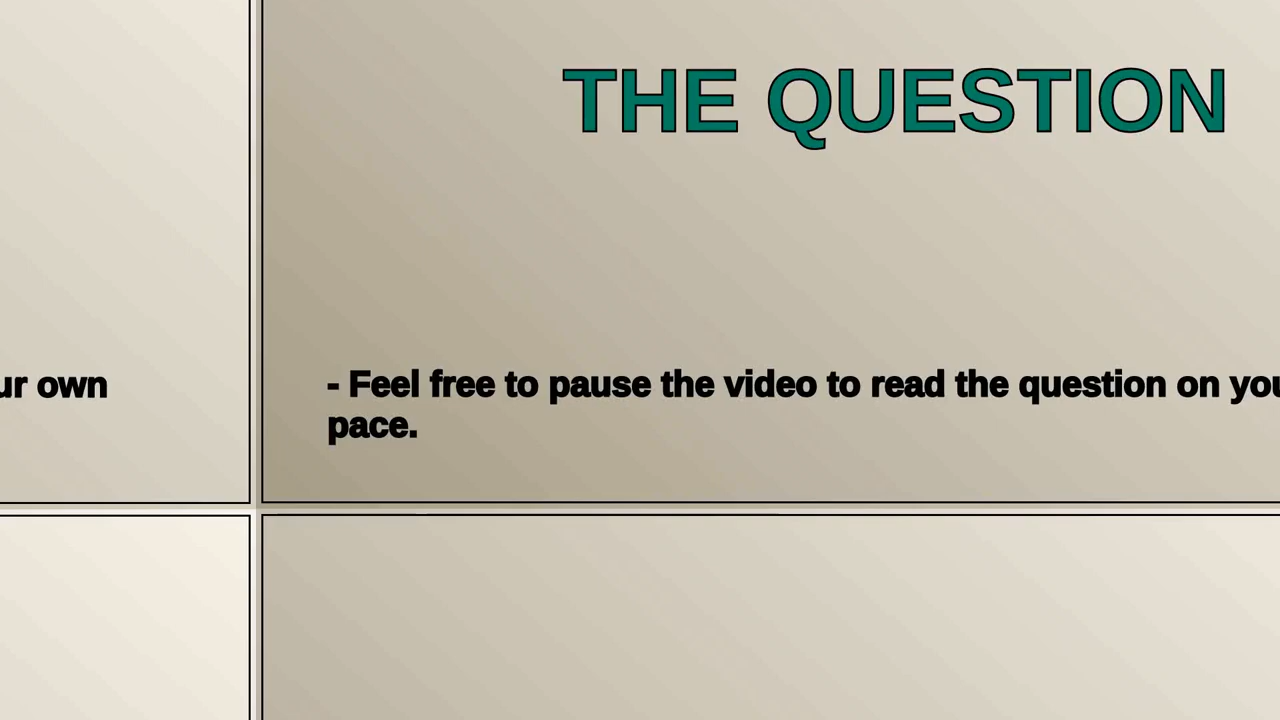 THE QUESTION
ur own
- Feel free to pause the video to read the question on you
pace.